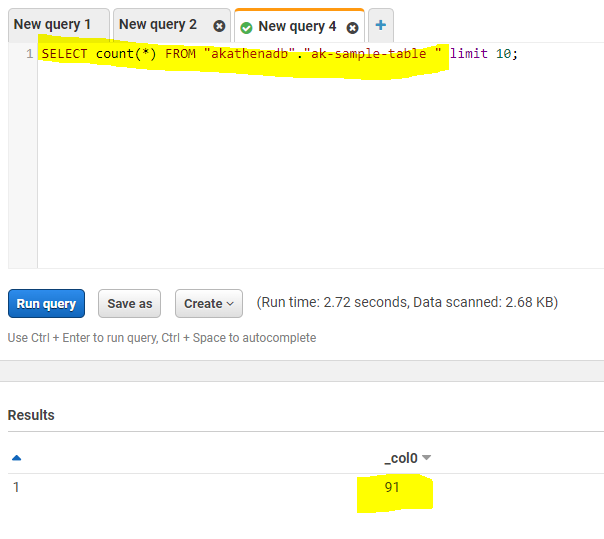 New query 1 New query 2 New query 4 +
1 SELECT count(*) FROM "akathenadb"."ak-sample-table " limit 10;
Run query Save as Create (Run time: 2.72 seconds, Data scanned: 2.68 KB)
Use Ctrl + Enter to run query, Ctrl + Space to autocomplete
Results
_col0
1 91